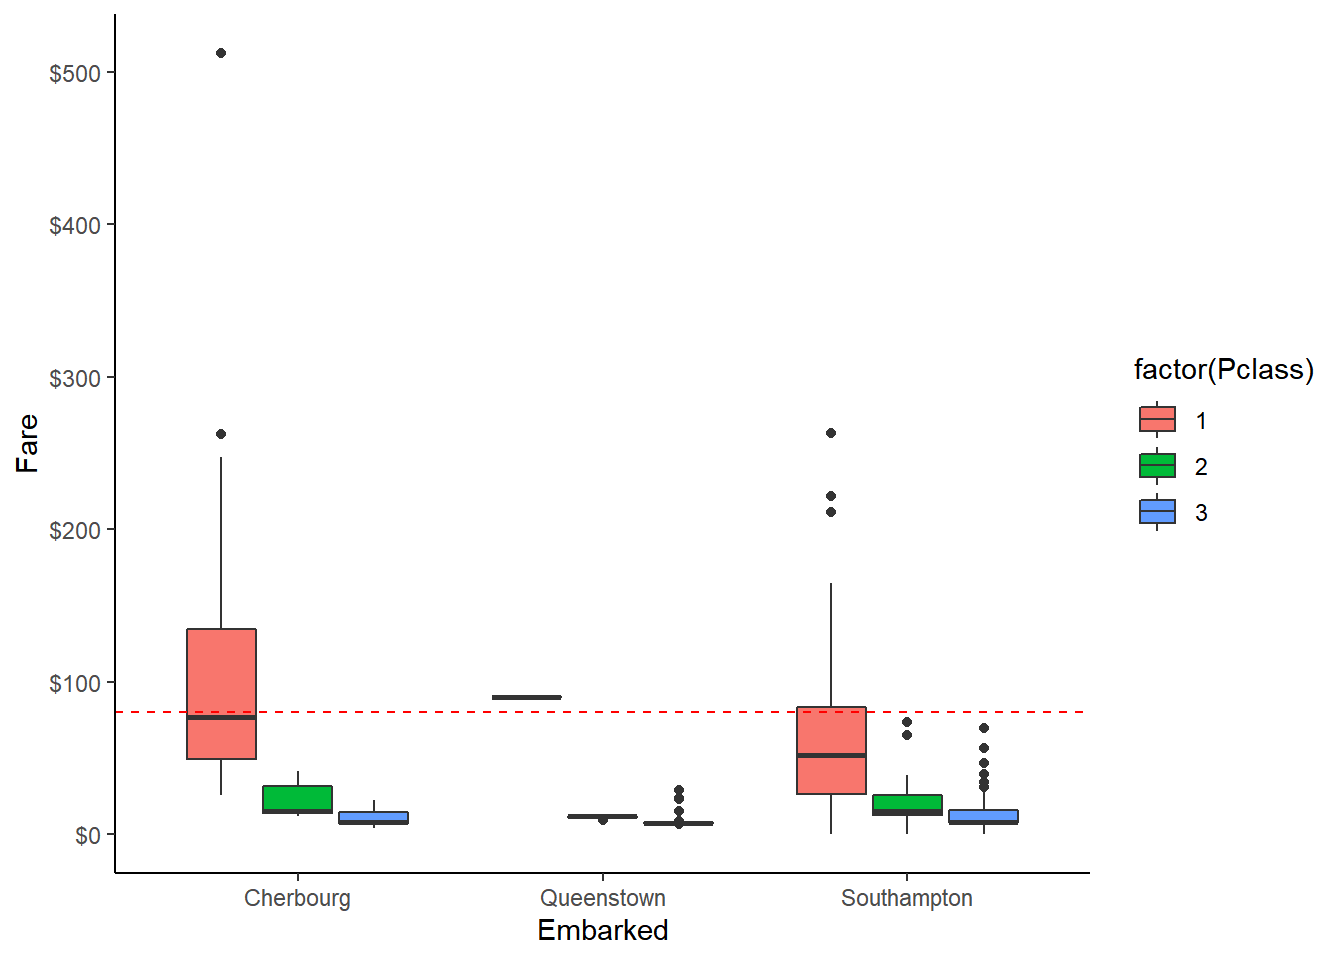 $500
$400
$300
$200
$100
$0
Fare
Cherbourg
Queenstown
Southampton
Embarked
factor(Pclass)
1
2
3